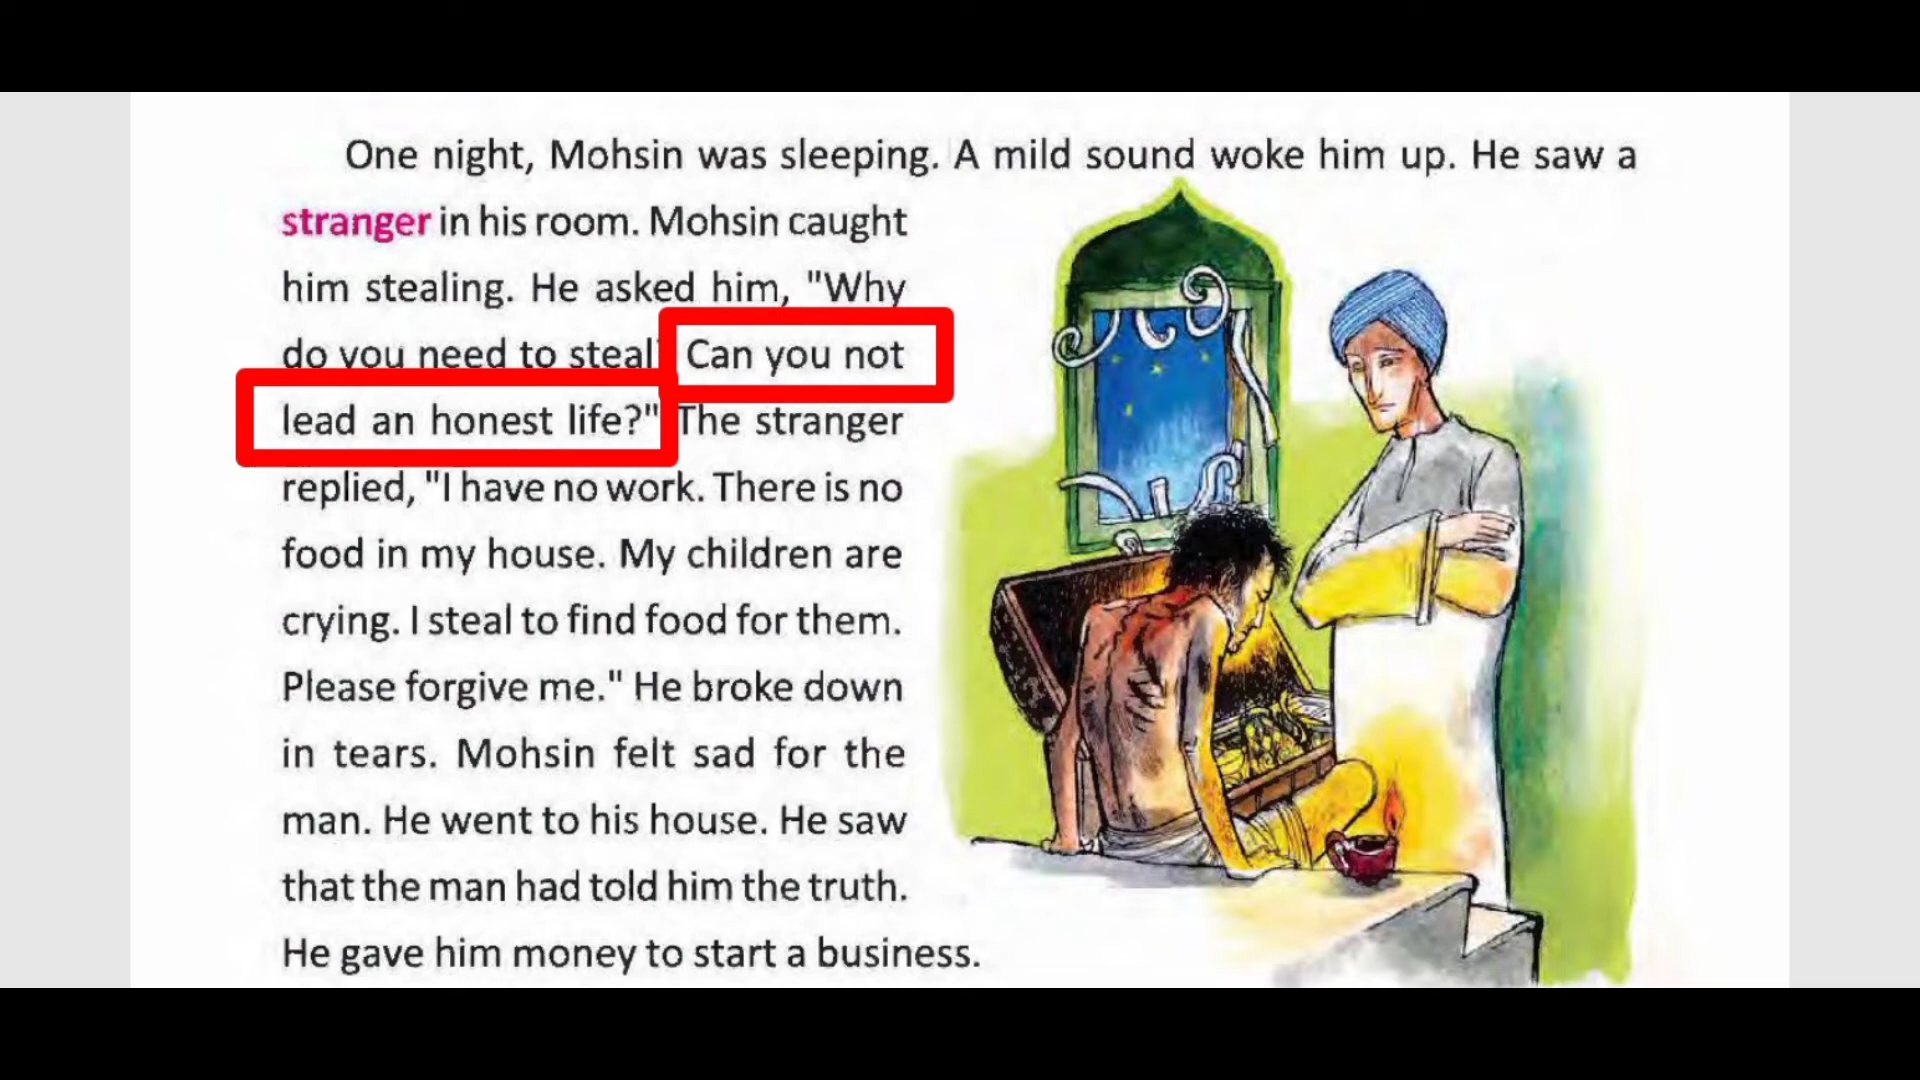 One night, Mohsin was sleeping. A mild sound woke him up. He saw a
stranger in his room. Mohsin caught
him stealing. He asked him, "Why
do you need to steal? Can you not
lead an honest life?" The stranger
replied, "I have no work. There is no
food in my house. My children are
crying. I steal to find food for them.
Please forgive me." He broke down
in tears. Mohsin felt sad for the
man. He went to his house. He saw
that the man had told him the truth.
He gave him money to start a business.